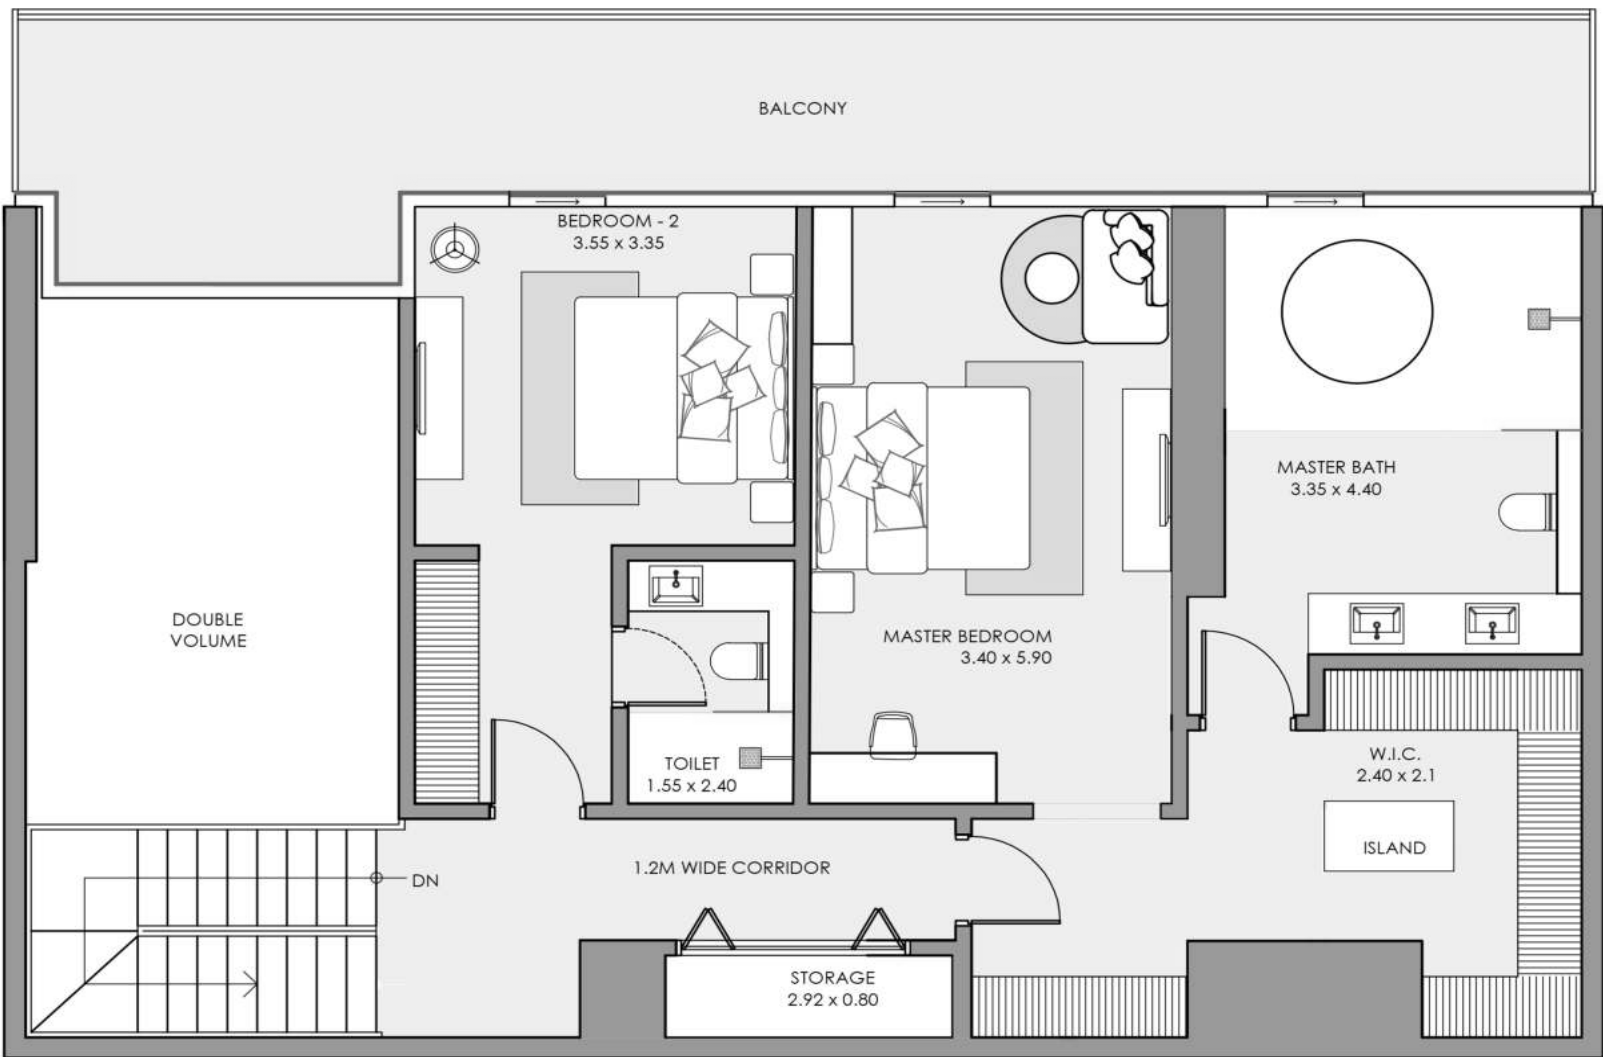 BALCONY
BEDROOM - 2
3.55 x 3.35
MASTER BATH
3.35 x 4.40
DOUBLE
VOLUME
MASTER BEDROOM
3.40 x 5.90
TOILET
1.55 x 2.40
W.I.C.
2.40 x 2.1
ISLAND
1.2M WIDE CORRIDOR
DN
STORAGE
2.92 x 0.80